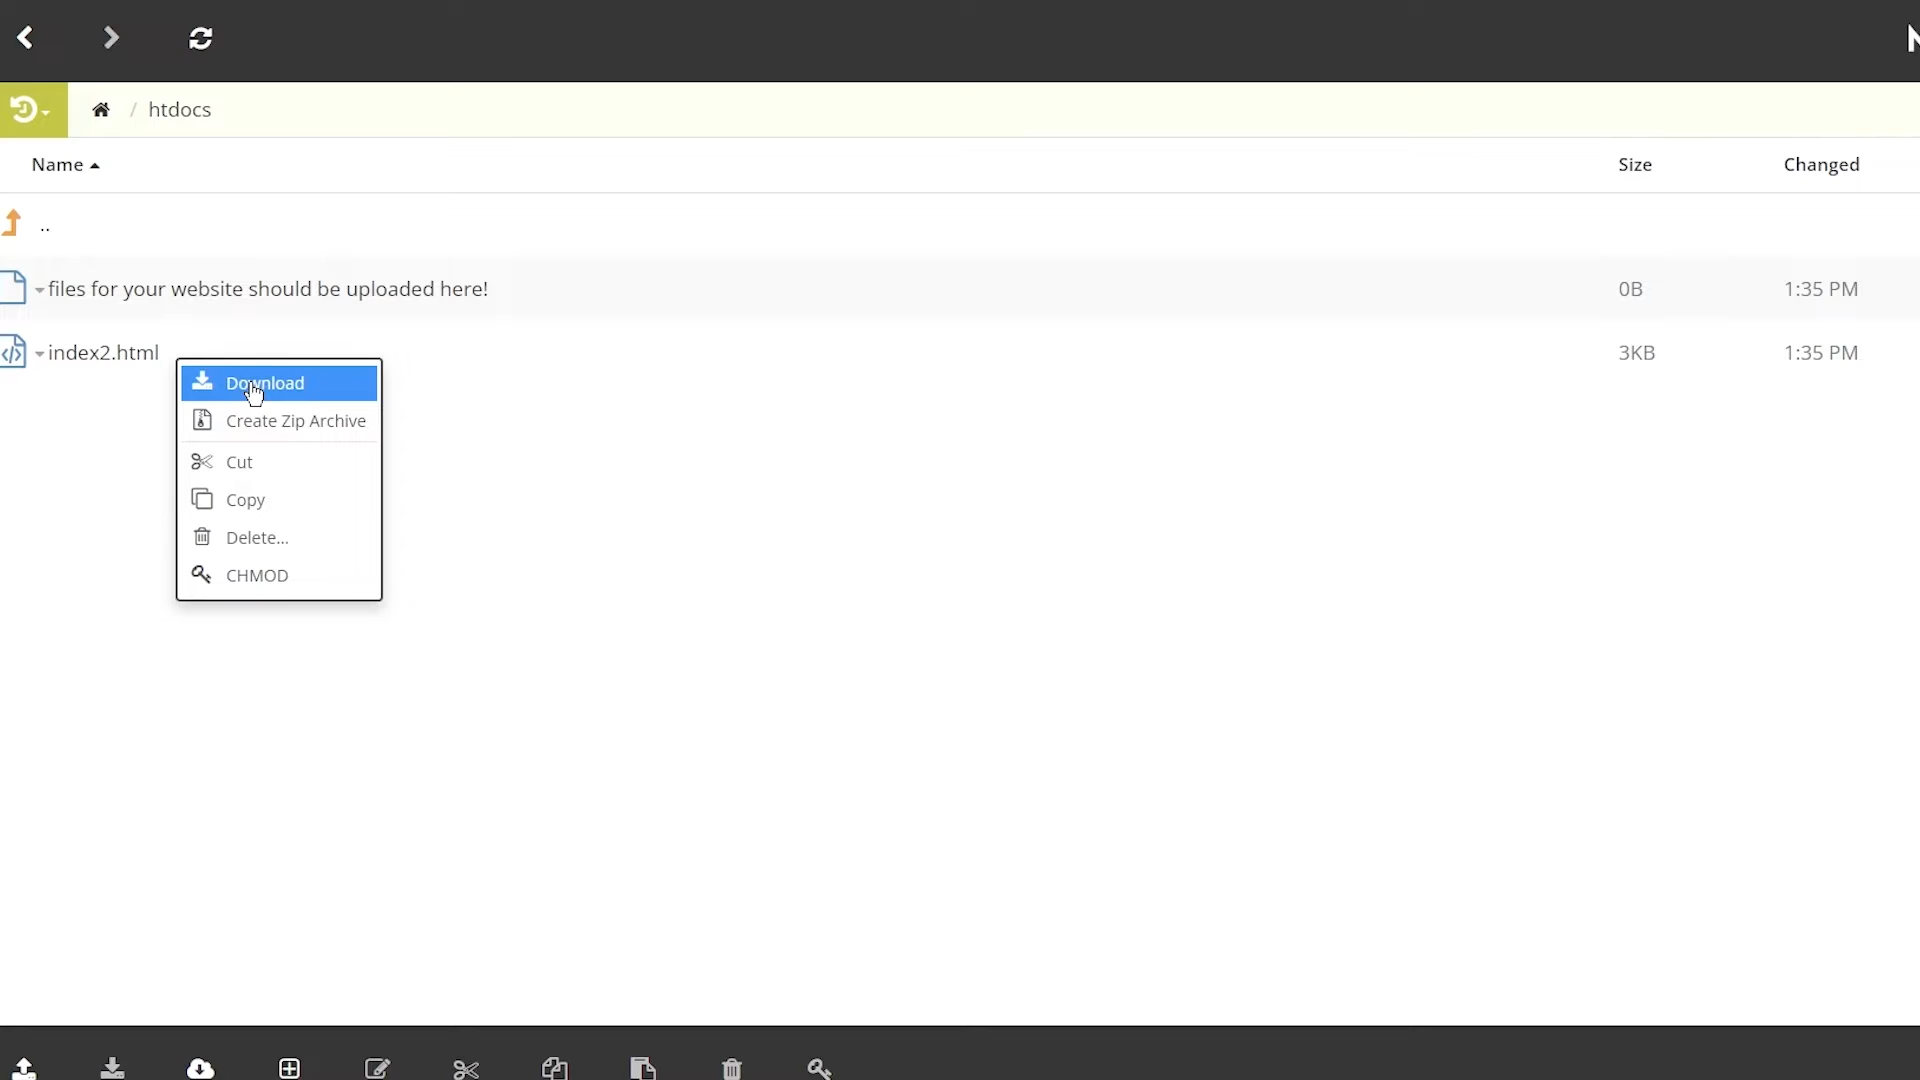 / htdocs
Name Size Changed
..
files for your website should be uploaded here! 0B 1:35 PM
index2.html 3KB 1:35 PM
Download
Create Zip Archive
Cut
Copy
Delete...
CHMOD